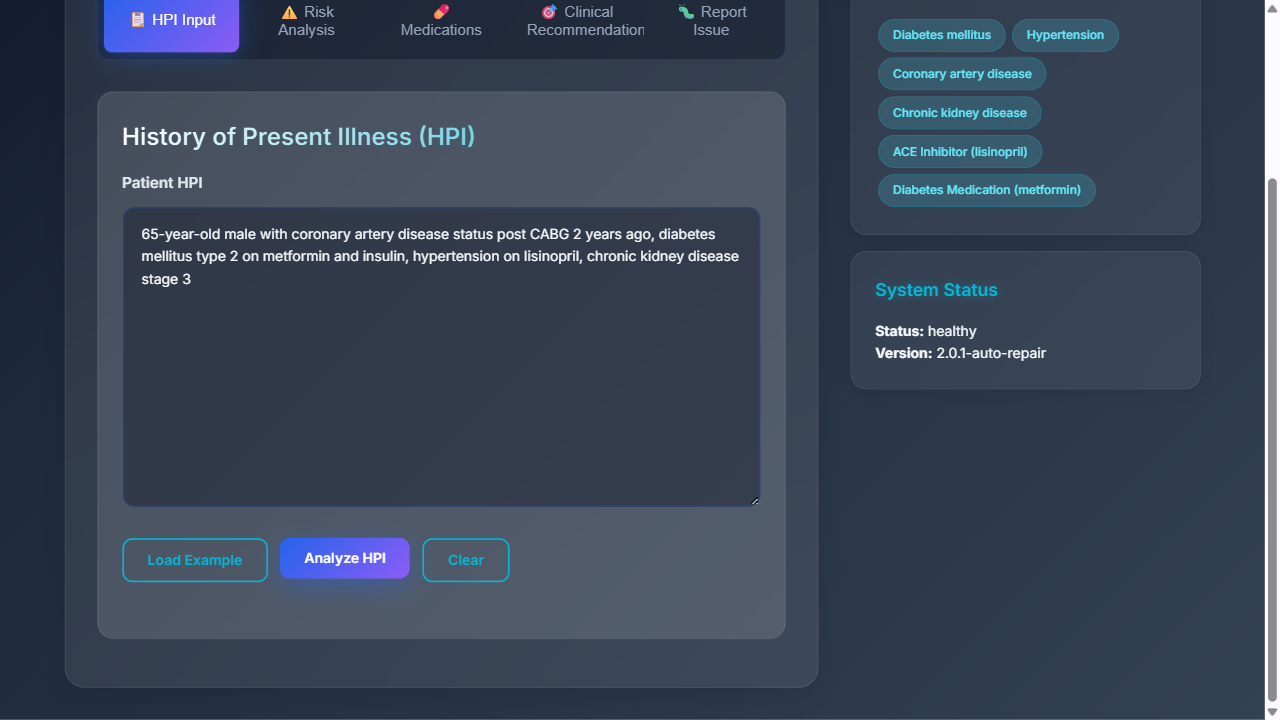 📋 HPI Input
⚠️ Risk
Analysis
💊
Medications
🎯 Clinical
Recommendation
🐛 Report
Issue
History of Present Illness (HPI)
Patient HPI
65-year-old male with coronary artery disease status post CABG 2 years ago, diabetes
mellitus type 2 on metformin and insulin, hypertension on lisinopril, chronic kidney disease
stage 3
Load Example
Analyze HPI
Clear
Diabetes mellitus
Hypertension
Coronary artery disease
Chronic kidney disease
ACE Inhibitor (lisinopril)
Diabetes Medication (metformin)
System Status
Status: healthy
Version: 2.0.1-auto-repair